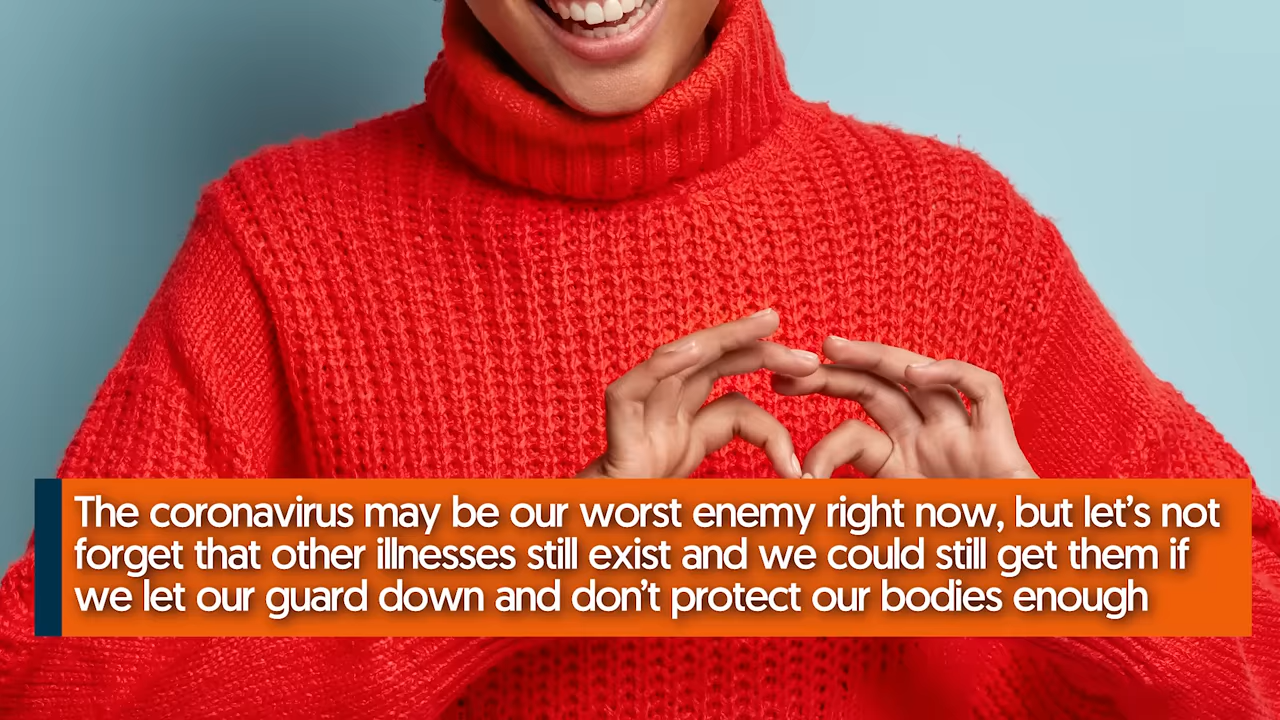 The coronavirus may be our worst enemy right now, but let’s not
forget that other illnesses still exist and we could still get them if
we let our guard down and don’t protect our bodies enough